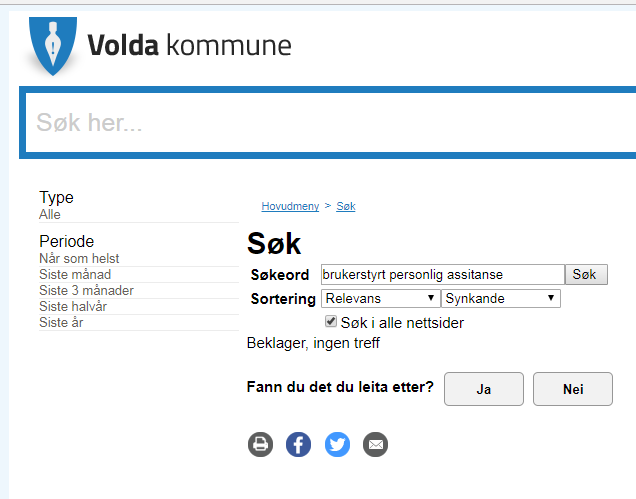 Volda kommune
Søk her...
Type
Alle
Periode
Når som helst
Siste månad
Siste 3 månader
Siste halvår
Siste år
Hovudmeny > Søk
Søk
Søkeord brukerstyrt personlig assitanse Søk
Sortering Relevans Synkande
Søk i alle nettsider
Beklager, ingen treff
Fann du det du leita etter? Ja Nei